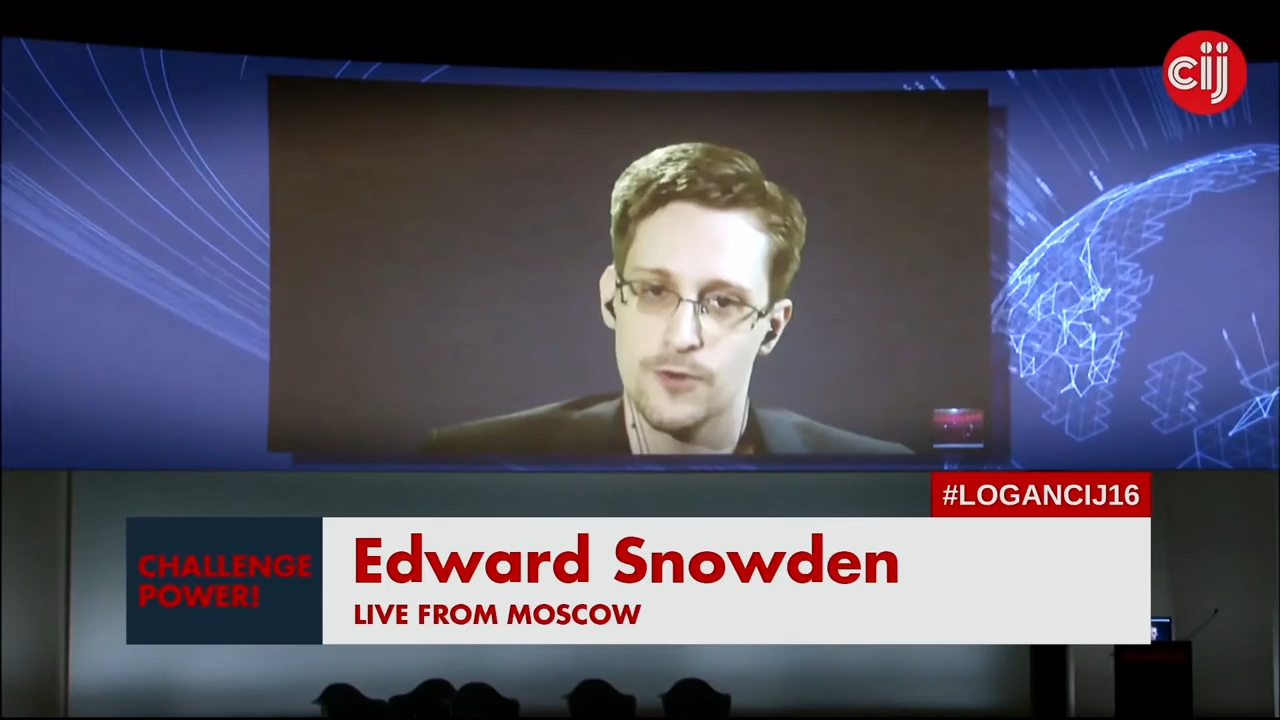 cij
#LOGANCIJ16
CHALLENGE
POWER!
Edward Snowden
LIVE FROM MOSCOW